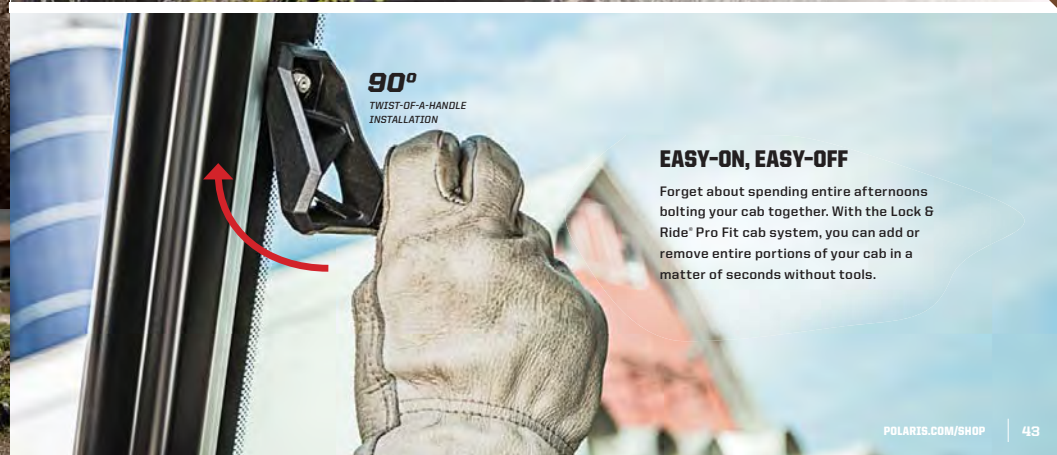 90°
TWIST-OF-A-HANDLE
INSTALLATION
EASY-ON, EASY-OFF
Forget about spending entire afternoons
bolting your cab together. With the Lock &
Ride® Pro Fit cab system, you can add or
remove entire portions of your cab in a
matter of seconds without tools.
POLARIS.COM/SHOP | 43